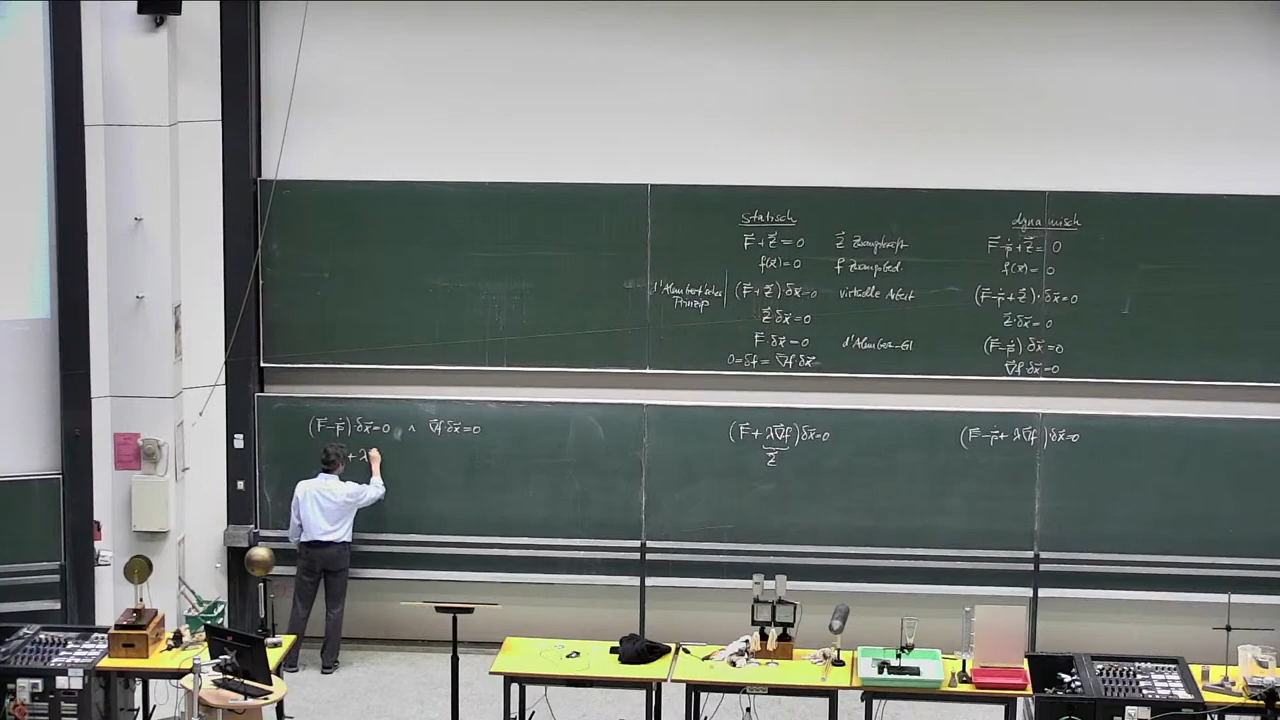 statisch
F⃗ + Z⃗ = 0 Z⃗ Zwangskraft
f(x⃗) = 0 f Zwangsbed.
d'Alembertsches Prinzip (F⃗ + Z⃗) δx⃗ = 0 virtuelle Arbeit
Z⃗ · δx⃗ = 0
F⃗ · δx⃗ = 0 d'Alember-Gl
0 = δf = ∇⃗f · δx⃗
dynamisch
F⃗ - ṗ⃗ + Z⃗ = 0
f(x⃗) = 0
(F⃗ - ṗ⃗ + Z⃗) · δx⃗ = 0
Z⃗ · δx⃗ = 0
(F⃗ - ṗ⃗) δx⃗ = 0
∇⃗f · δx⃗ = 0
(F⃗ - ṗ⃗) · δx⃗ = 0 ∧ ∇⃗f · δx⃗ = 0
+ λ
(F⃗ + λ∇⃗f) δx⃗ = 0
Z⃗
(F⃗ - ṗ⃗ + λ∇⃗f) δx⃗ = 0